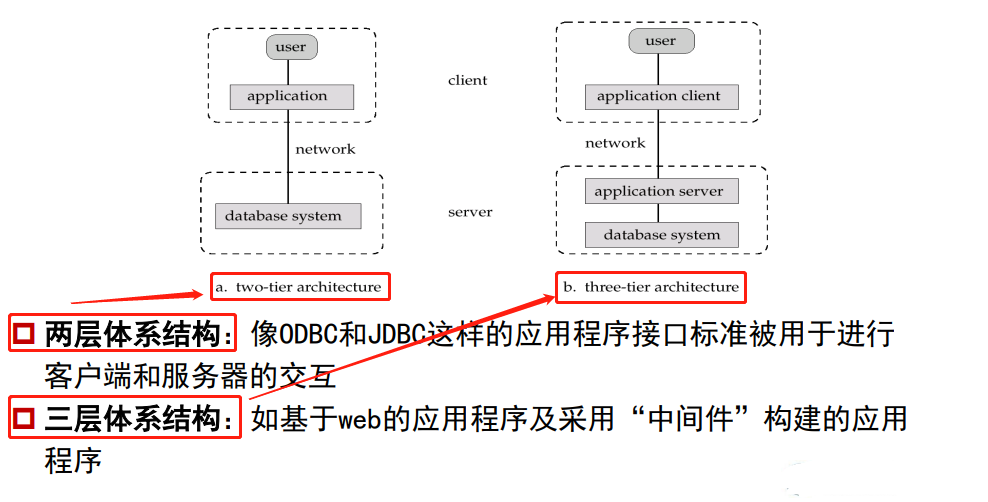 user
application
network
database system
client
server
user
application client
network
application server
database system
a. two-tier architecture
b. three-tier architecture
两层体系结构：像ODBC和JDBC这样的应用程序接口标准被用于进行
客户端和服务器的交互
三层体系结构：如基于web的应用程序及采用“中间件”构建的应用
程序